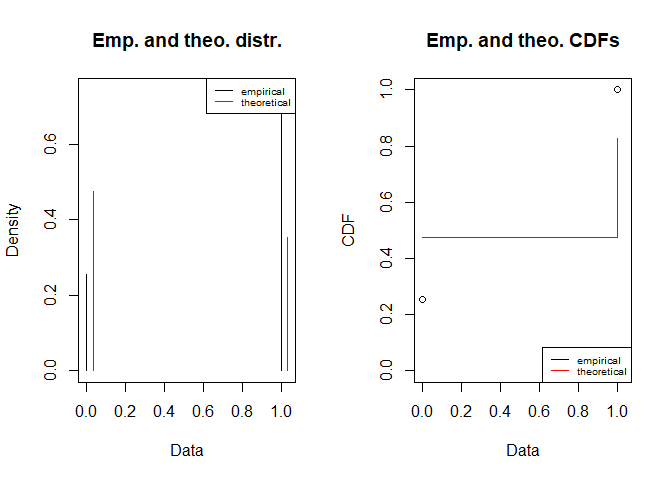 Emp. and theo. distr.
empirical
theoretical
Density
0.0 0.2 0.4 0.6
0.0 0.2 0.4 0.6 0.8 1.0
Data
Emp. and theo. CDFs
CDF
0.0 0.2 0.4 0.6 0.8 1.0
empirical
theoretical
0.0 0.2 0.4 0.6 0.8 1.0
Data